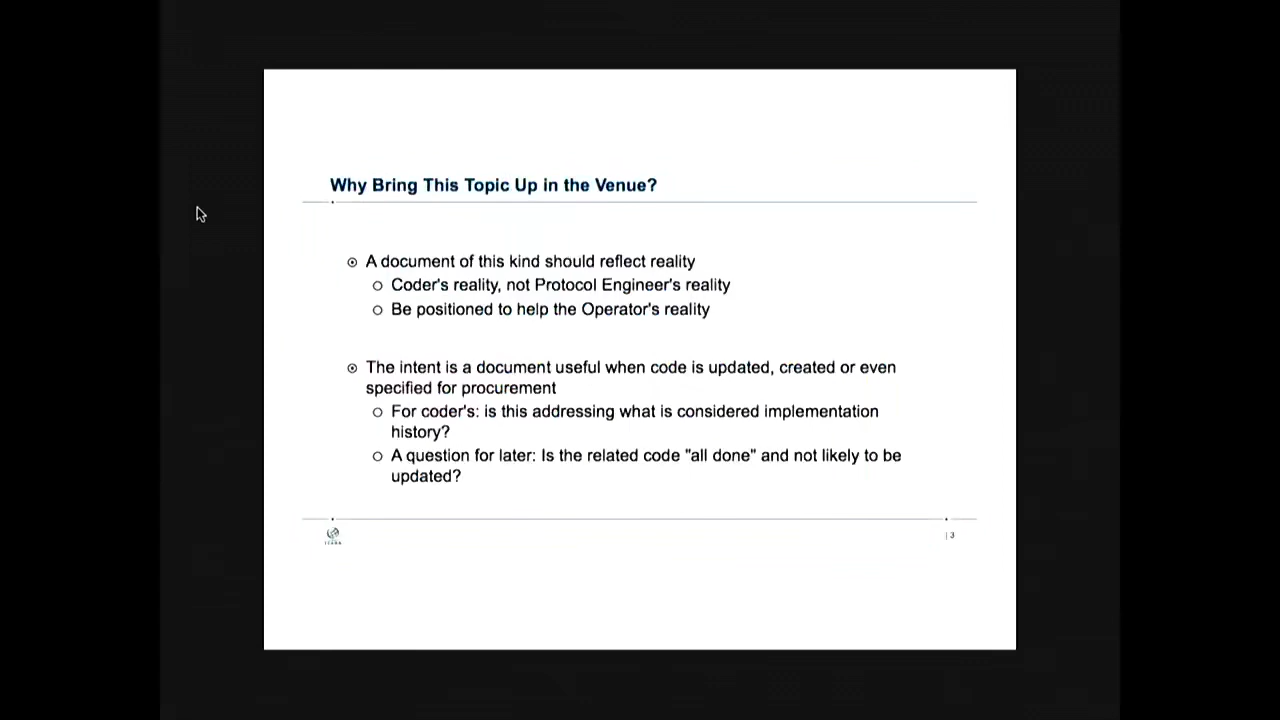 Why Bring This Topic Up in the Venue?
A document of this kind should reflect reality
Coder's reality, not Protocol Engineer's reality
Be positioned to help the Operator's reality
The intent is a document useful when code is updated, created or even
specified for procurement
For coder's: is this addressing what is considered implementation
history?
A question for later: Is the related code "all done" and not likely to be
updated?
| 3